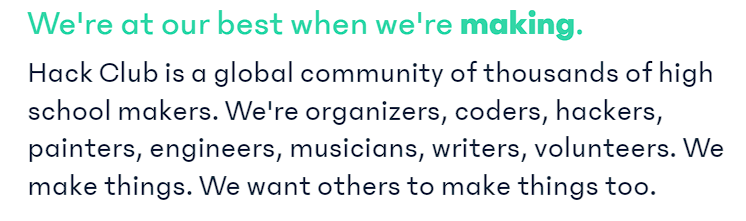 We're at our best when we're making.
Hack Club is a global community of thousands of high
school makers. We're organizers, coders, hackers,
painters, engineers, musicians, writers, volunteers. We
make things. We want others to make things too.